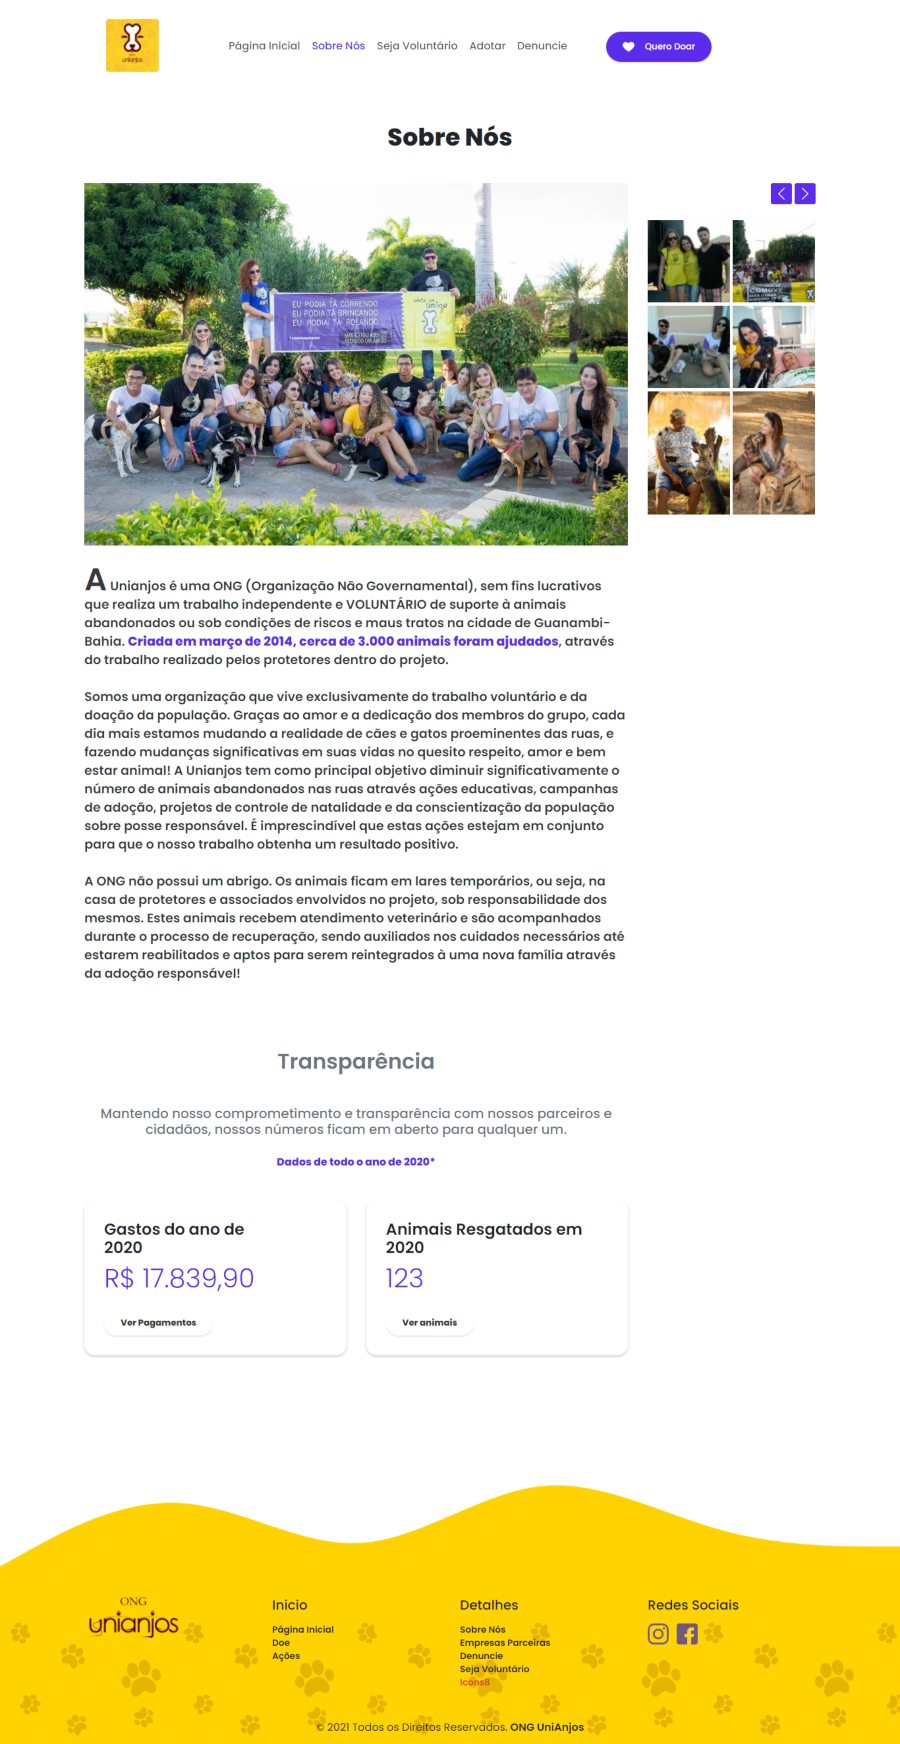 ONG
unianjos
Página Inicial
Sobre Nós
Seja Voluntário
Adotar
Denuncie
Quero Doar
Sobre Nós
EU PODIA TÁ CORRENDO
EU PODIA TÁ BRINCANDO
EU PODIA TÁ ROLANDO
amigo
A Unianjos é uma ONG (Organização Não Governamental), sem fins lucrativos
que realiza um trabalho independente e VOLUNTÁRIO de suporte à animais
abandonados ou sob condições de riscos e maus tratos na cidade de Guanambi-
Bahia. Criada em março de 2014, cerca de 3.000 animais foram ajudados, através
do trabalho realizado pelos protetores dentro do projeto.
Somos uma organização que vive exclusivamente do trabalho voluntário e da
doação da população. Graças ao amor e a dedicação dos membros do grupo, cada
dia mais estamos mudando a realidade de cães e gatos proeminentes das ruas, e
fazendo mudanças significativas em suas vidas no quesito respeito, amor e bem
estar animal! A Unianjos tem como principal objetivo diminuir significativamente o
número de animais abandonados nas ruas através ações educativas, campanhas
de adoção, projetos de controle de natalidade e da conscientização da população
sobre posse responsável. É imprescindível que estas ações estejam em conjunto
para que o nosso trabalho obtenha um resultado positivo.
A ONG não possui um abrigo. Os animais ficam em lares temporários, ou seja, na
casa de protetores e associados envolvidos no projeto, sob responsabilidade dos
mesmos. Estes animais recebem atendimento veterinário e são acompanhados
durante o processo de recuperação, sendo auxiliados nos cuidados necessários até
estarem reabilitados e aptos para serem reintegrados à uma nova família através
da adoção responsável!
Transparência
Mantendo nosso comprometimento e transparência com nossos parceiros e
cidadãos, nossos números ficam em aberto para qualquer um.
Dados de todo o ano de 2020*
Gastos do ano de
2020
R$ 17.839,90
Ver Pagamentos
Animais Resgatados em
2020
123
Ver animais
ONG
unianjos
Inicio
Página Inicial
Doe
Ações
Detalhes
Sobre Nós
Empresas Parceiras
Denuncie
Seja Voluntário
Icons8
Redes Sociais
© 2021 Todos os Direitos Reservados. ONG UniAnjos